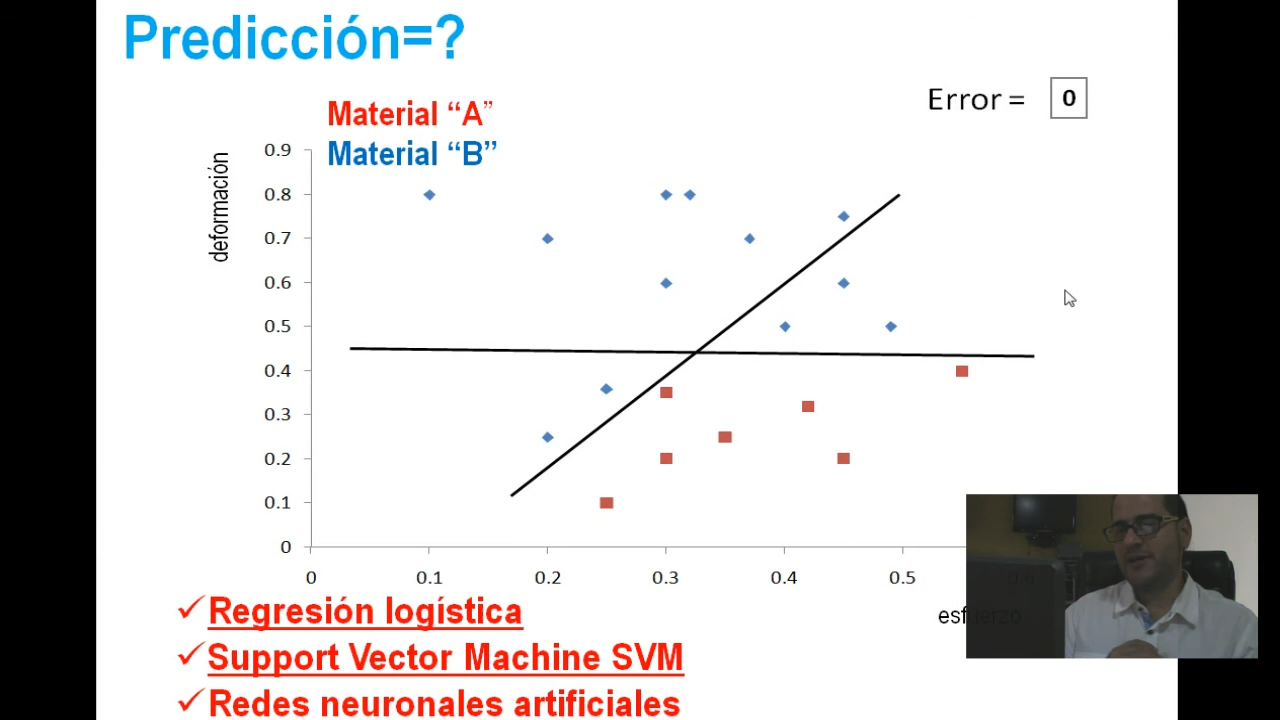 Predicción=?
Error = 0
Material “A”
Material “B”
deformación
0.9
0.8
0.7
0.6
0.5
0.4
0.3
0.2
0.1
0
0 0.1 0.2 0.3 0.4 0.5 0.6
esfuerzo
✓Regresión logística
✓Support Vector Machine SVM
✓Redes neuronales artificiales